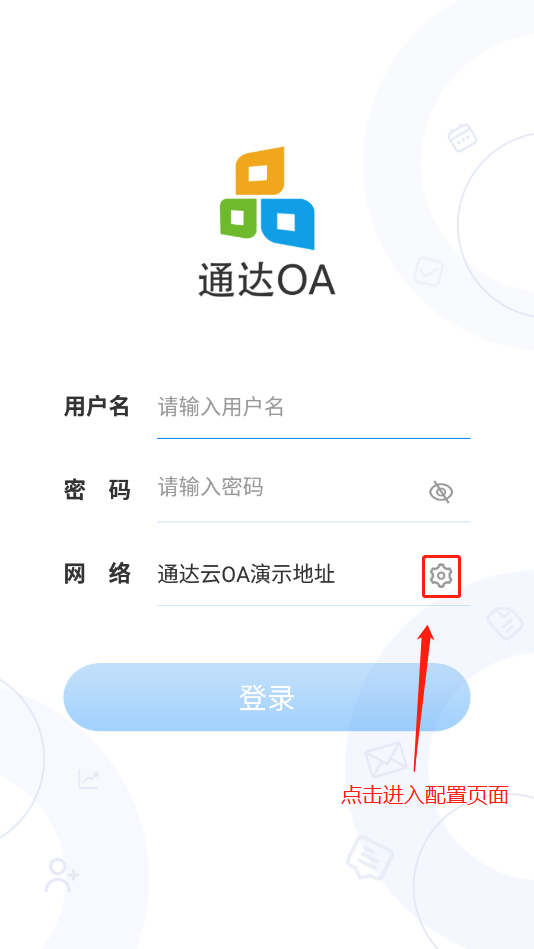 通达OA
用户名 请输入用户名
密 码 请输入密码
网 络 通达云OA演示地址
登录
点击进入配置页面